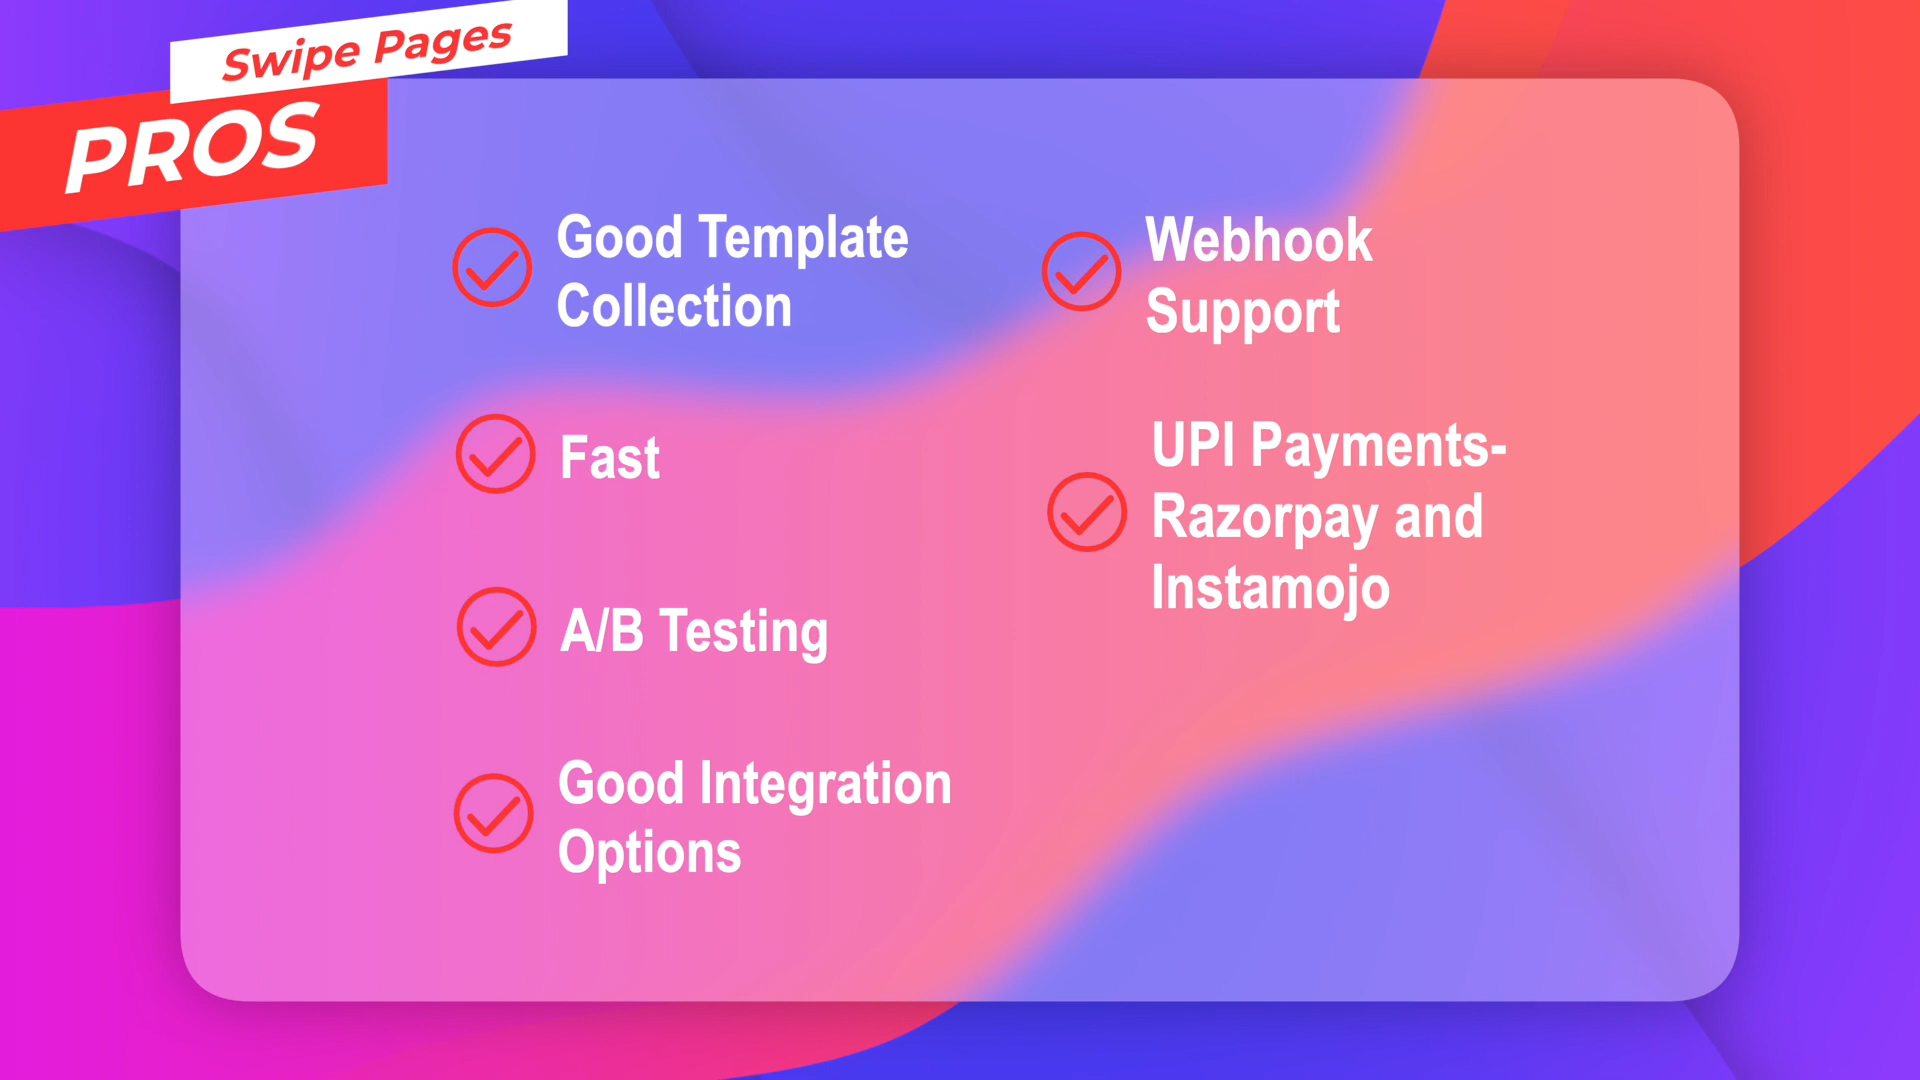 Swipe Pages
PROS
Good Template
Collection
Fast
A/B Testing
Good Integration
Options
Webhook
Support
UPI Payments-
Razorpay and
Instamojo